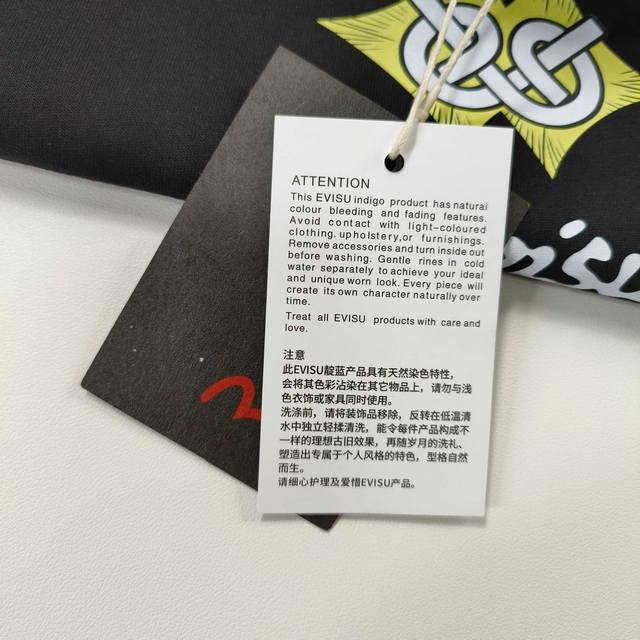 ATTENTION
This EVISU indigo product has naturai
colour bleeding and fading features.
Avoid contact with light-coloured
clothing. upholstery,or furnishings.
Remove accessories and turn inside out
before washing. Gentle rines in cold
water separately to achieve your ideal
and unique worn look. Every piece will
create its own character naturally over
time.
Treat all EVISU products with care and
love.
注意
此EVISU靛蓝产品具有天然染色特性，
会将其色彩沾染在其它物品上，请勿与浅
色衣饰或家具同时使用。
洗涤前，请将装饰品移除，反转在低温清
水中独立轻揉清洗，能令每件产品构成不
一样的理想古旧效果，再随岁月的洗礼、
塑造出专属于个人风格的特色，型格自然
而生。
请细心护理及爱惜EVISU产品。